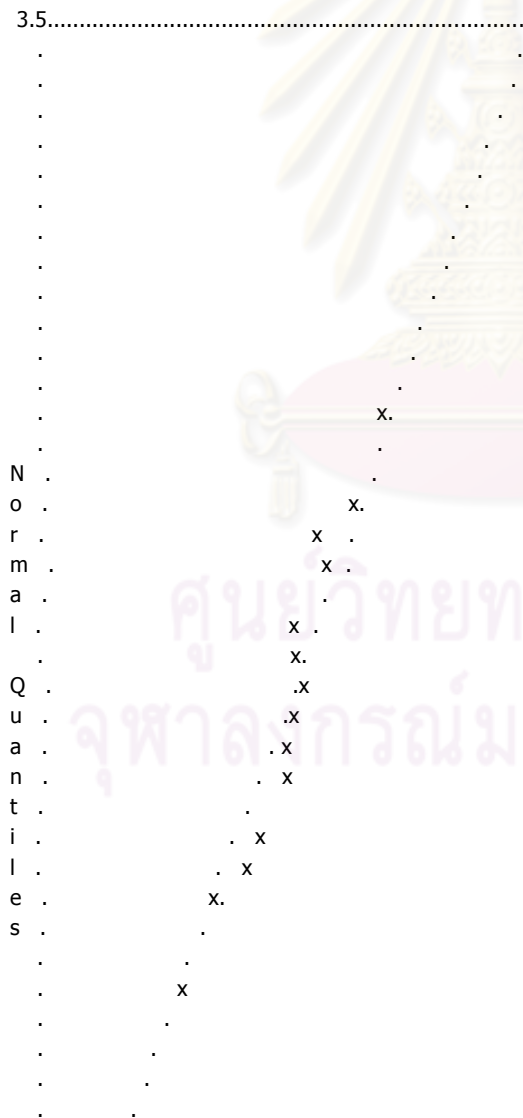 3.5....................................................................
. .
. .
. .
. .
. .
. .
. .
. .
. .
. .
. .
. .
. x.
. .
N . .
o . x.
r . x .
m . x .
a . .
l . x .
. x.
Q . .x
u . .x
a . . x
n . . x
t . .
i . . x
l . . x
e . x.
s . .
. .
. x
. .
. .
. .
. .
ศูนย์วิทยท
จุฬาลงกรณ์ม